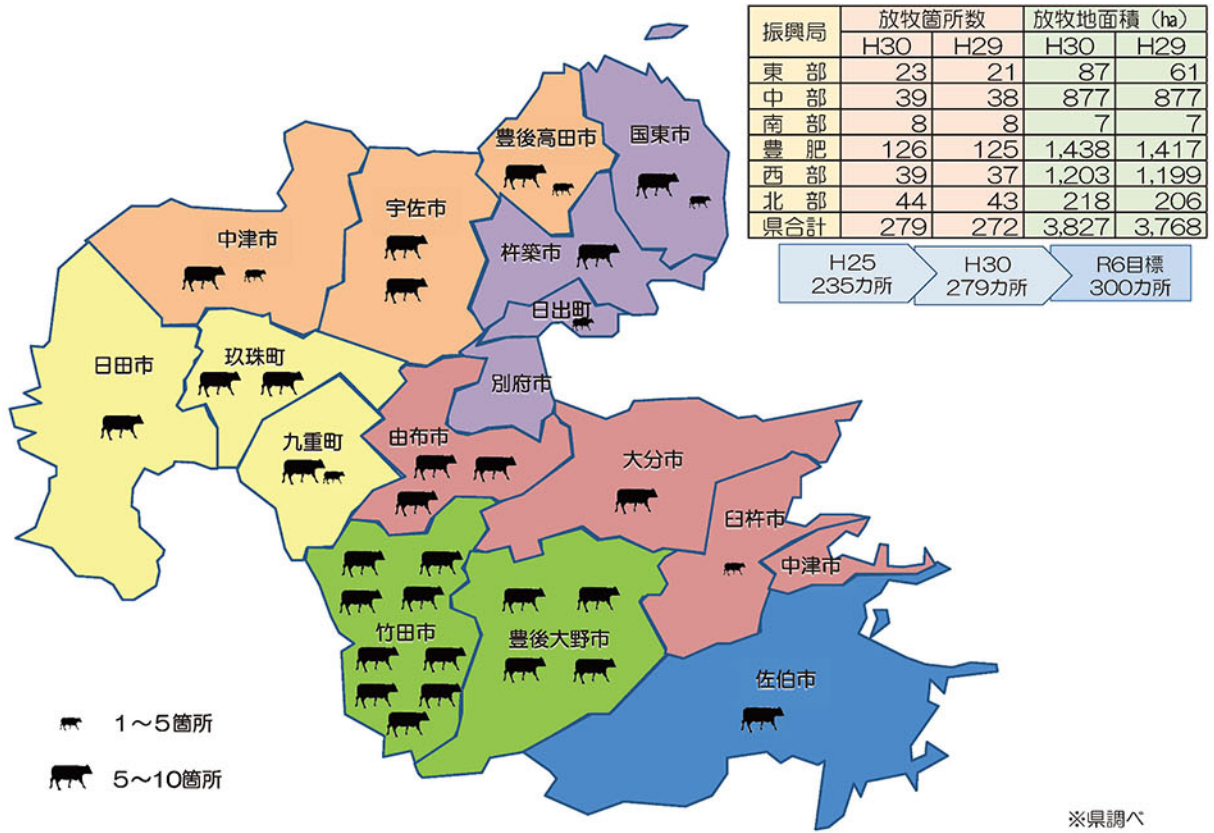 振興局 放牧箇所数 放牧地面積（ha）
H30 H29 H30 H29
東部 23 21 87 61
中部 39 38 877 877
南部 8 8 7 7
豊肥 126 125 1,438 1,417
西部 39 37 1,203 1,199
北部 44 43 218 206
県合計 279 272 3,827 3,768
H25
235カ所
H30
279カ所
R6目標
300カ所
豊後高田市
国東市
宇佐市
中津市
杵築市
日出町
玖珠町
日田市
別府市
九重町
由布市
大分市
臼杵市
中津市
竹田市
豊後大野市
佐伯市
1～5箇所
5～10箇所
※県調べ